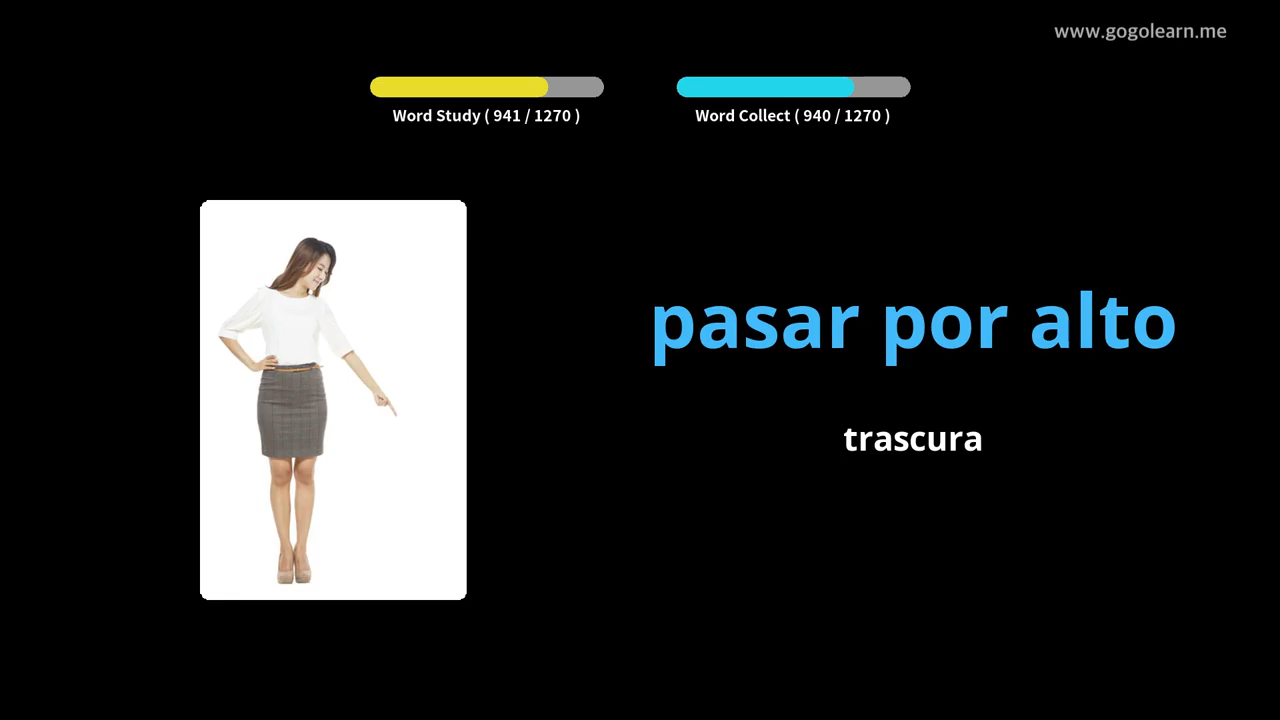 www.gogolearn.me
Word Study ( 941 / 1270 )
Word Collect ( 940 / 1270 )
pasar por alto
trascura